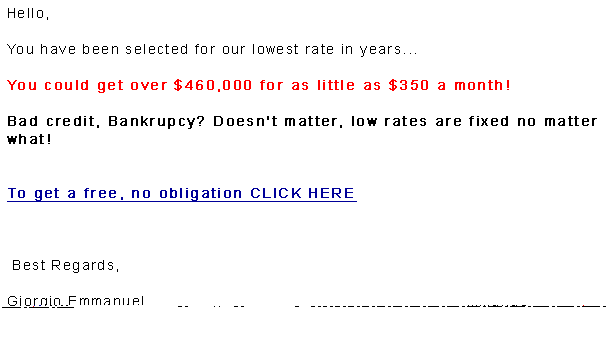 Hello,
You have been selected for our lowest rate in years...
You could get over $460,000 for as little as $350 a month!
Bad credit, Bankrupcy? Doesn't matter, low rates are fixed no matter
what!
To get a free, no obligation CLICK HERE
Best Regards,
Giorgio Emmanuel